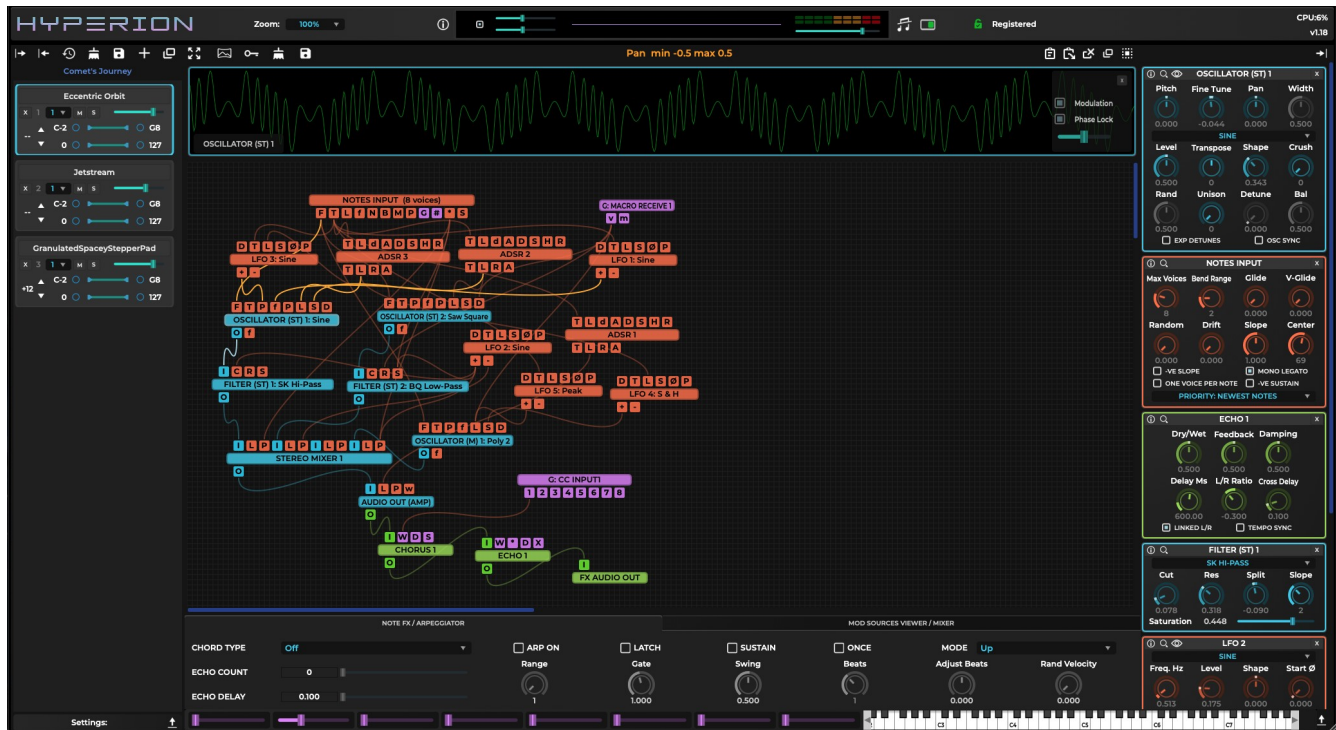 HYPERION
Zoom: 100%
Registered
CPU:6%
v1.18
Pan min -0.5 max 0.5
Comet's Journey
Eccentric Orbit
X 1 1 M S
C-2 G8
-- 0 127
Jetstream
X 2 1 M S
C-2 G8
-- 0 127
GranulatedSpaceyStepperPad
X 3 1 M S
C-2 G8
+12 0 127
Settings:
OSCILLATOR (ST) 1
Modulation
Phase Lock
NOTES INPUT (8 voices)
F T L f N B M P G # * S
G: MACRO RECEIVE 1
v m
D T L S Ø P
LFO 3: Sine
+ -
T L d A D S H R
ADSR 3
T L R A
T L d A D S H R
ADSR 2
T L R A
D T L S Ø P
LFO 1: Sine
+ -
F T P f P L S D
OSCILLATOR (ST) 1: Sine
O f
F T P f P L S D
OSCILLATOR (ST) 2: Saw Square
O f
D T L S Ø P
LFO 2: Sine
+ -
T L d A D S H R
ADSR 1
T L R A
I C R S
FILTER (ST) 1: SK Hi-Pass
O
I C R S
FILTER (ST) 2: BQ Low-Pass
O
D T L S Ø P
LFO 5: Peak
+ -
D T L S Ø P
LFO 4: S & H
+ -
F T P f L S D
OSCILLATOR (M) 1: Poly 2
O f
I L P I L P I L P I L P
STEREO MIXER 1
O
I L P w
AUDIO OUT (AMP)
O
G: CC INPUT1
1 2 3 4 5 6 7 8
I W D S
CHORUS 1
O
I W * D X
ECHO 1
O
I
FX AUDIO OUT
NOTE FX / ARPEGGIATOR
MOD SOURCES VIEWER / MIXER
CHORD TYPE Off
ARP ON LATCH SUSTAIN ONCE MODE Up
ECHO COUNT 0
Range Gate Swing Beats Adjust Beats Rand Velocity
ECHO DELAY 0.100
1 1.000 0.500 1 0.000 0.000
C3 C4 C5 C6 C7
OSCILLATOR (ST) 1 x
Pitch Fine Tune Pan Width
0.000 -0.044 0.000 0.500
SINE
Level Transpose Shape Crush
0.500 0 0.343 0
Rand Unison Detune Bal
0.500 0 0.000 0.500
EXP DETUNES OSC SYNC
NOTES INPUT x
Max Voices Bend Range Glide V-Glide
8 2 0.000 0.000
Random Drift Slope Center
0.000 0.000 1.000 69
-VE SLOPE MONO LEGATO
ONE VOICE PER NOTE -VE SUSTAIN
PRIORITY: NEWEST NOTES
ECHO 1 x
Dry/Wet Feedback Damping
0.500 0.500 0.500
Delay Ms L/R Ratio Cross Delay
600.00 -0.300 0.100
LINKED L/R TEMPO SYNC
FILTER (ST) 1 x
SK HI-PASS
Cut Res Split Slope
0.078 0.318 -0.090 2
Saturation 0.448
LFO 2 x
SINE
Freq. Hz Level Shape Start Ø
0.513 0.175 0.000 0.000